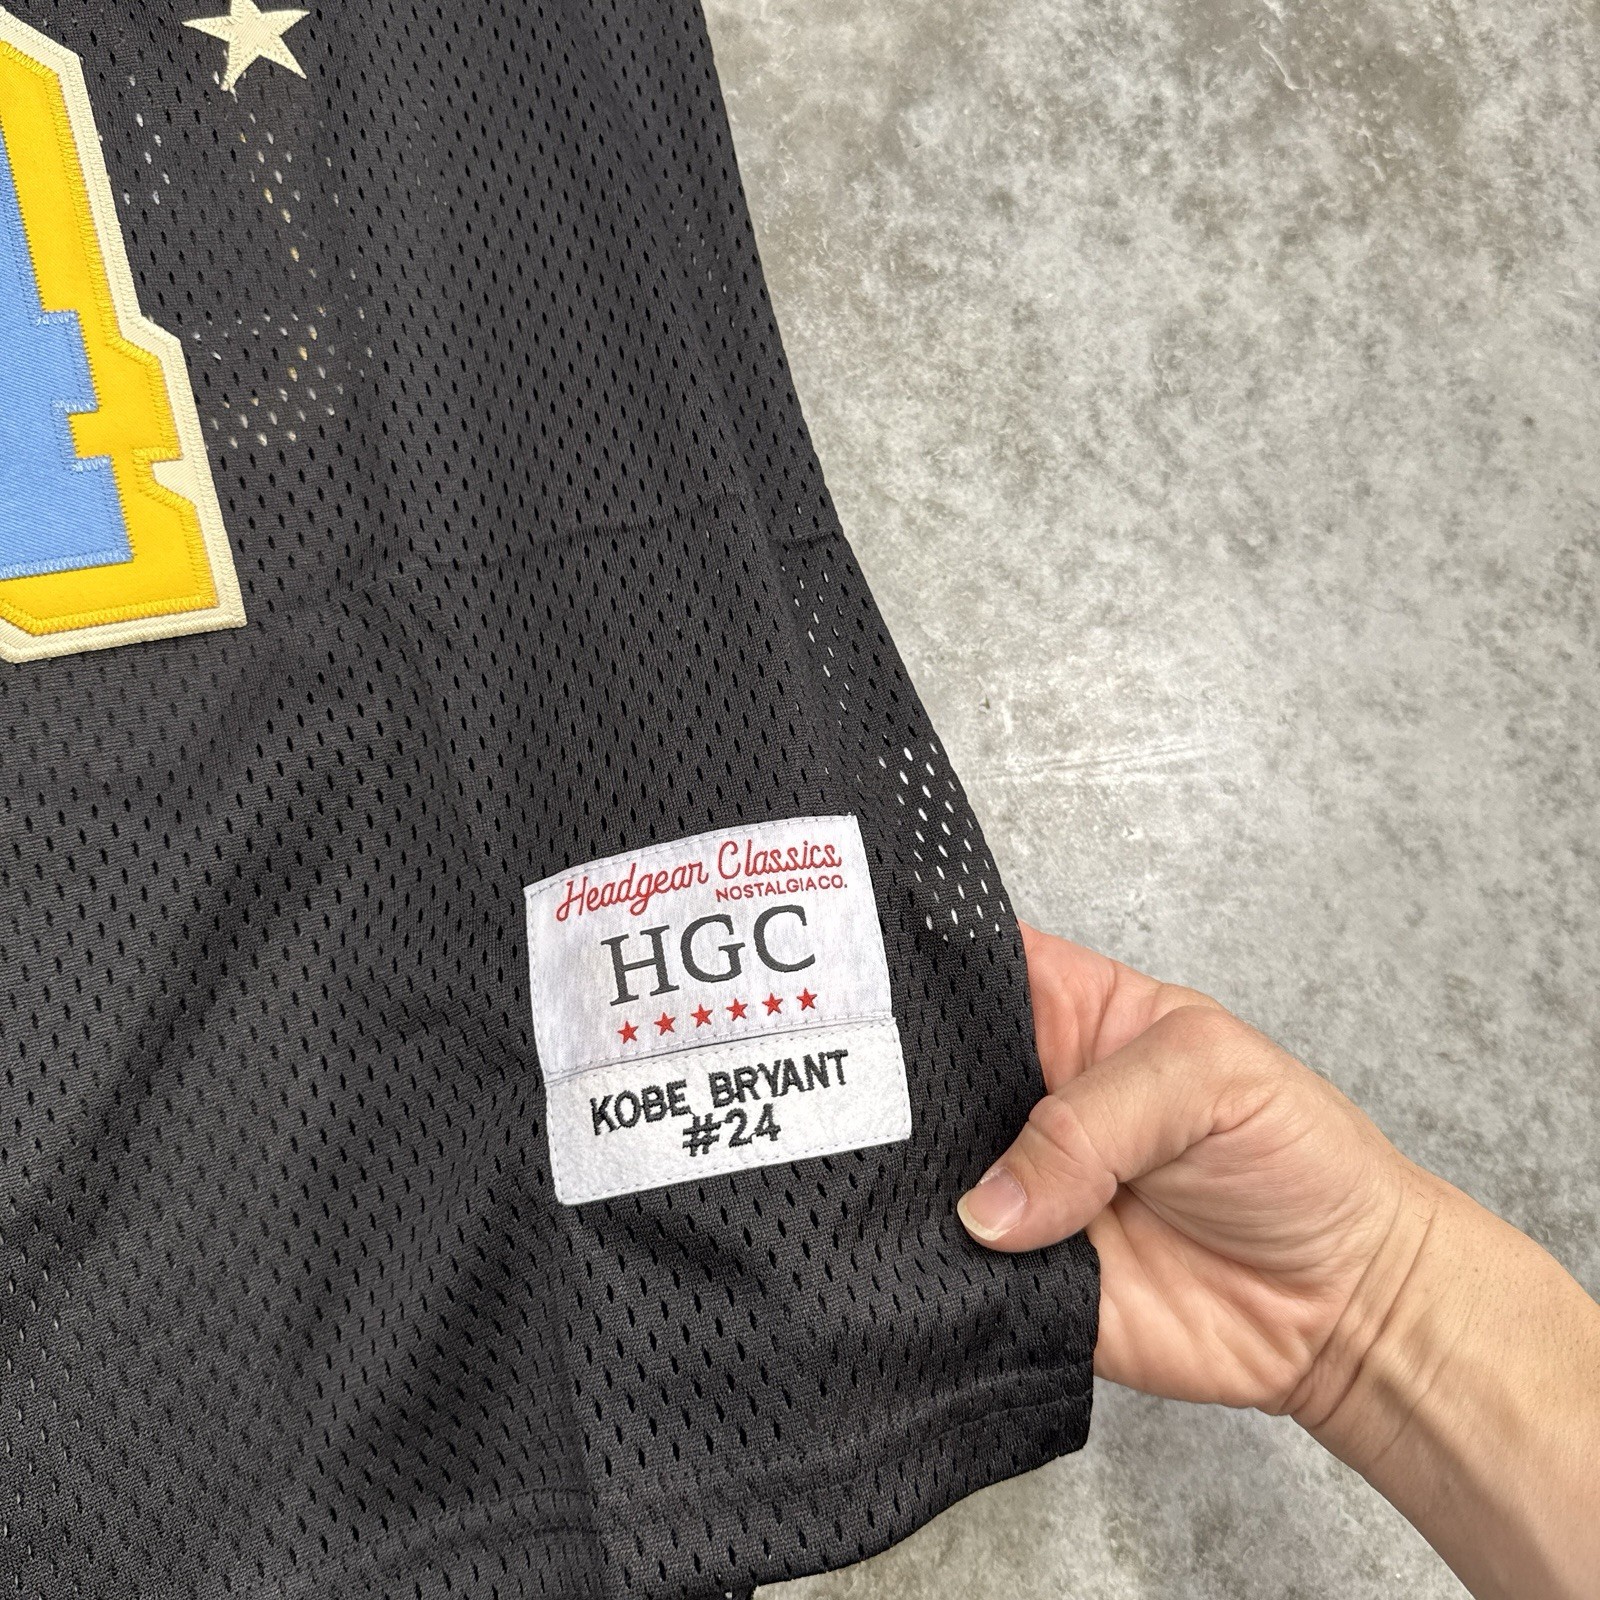 Headgear Classics
NOSTALGIA CO.
HGC
KOBE BRYANT
#24